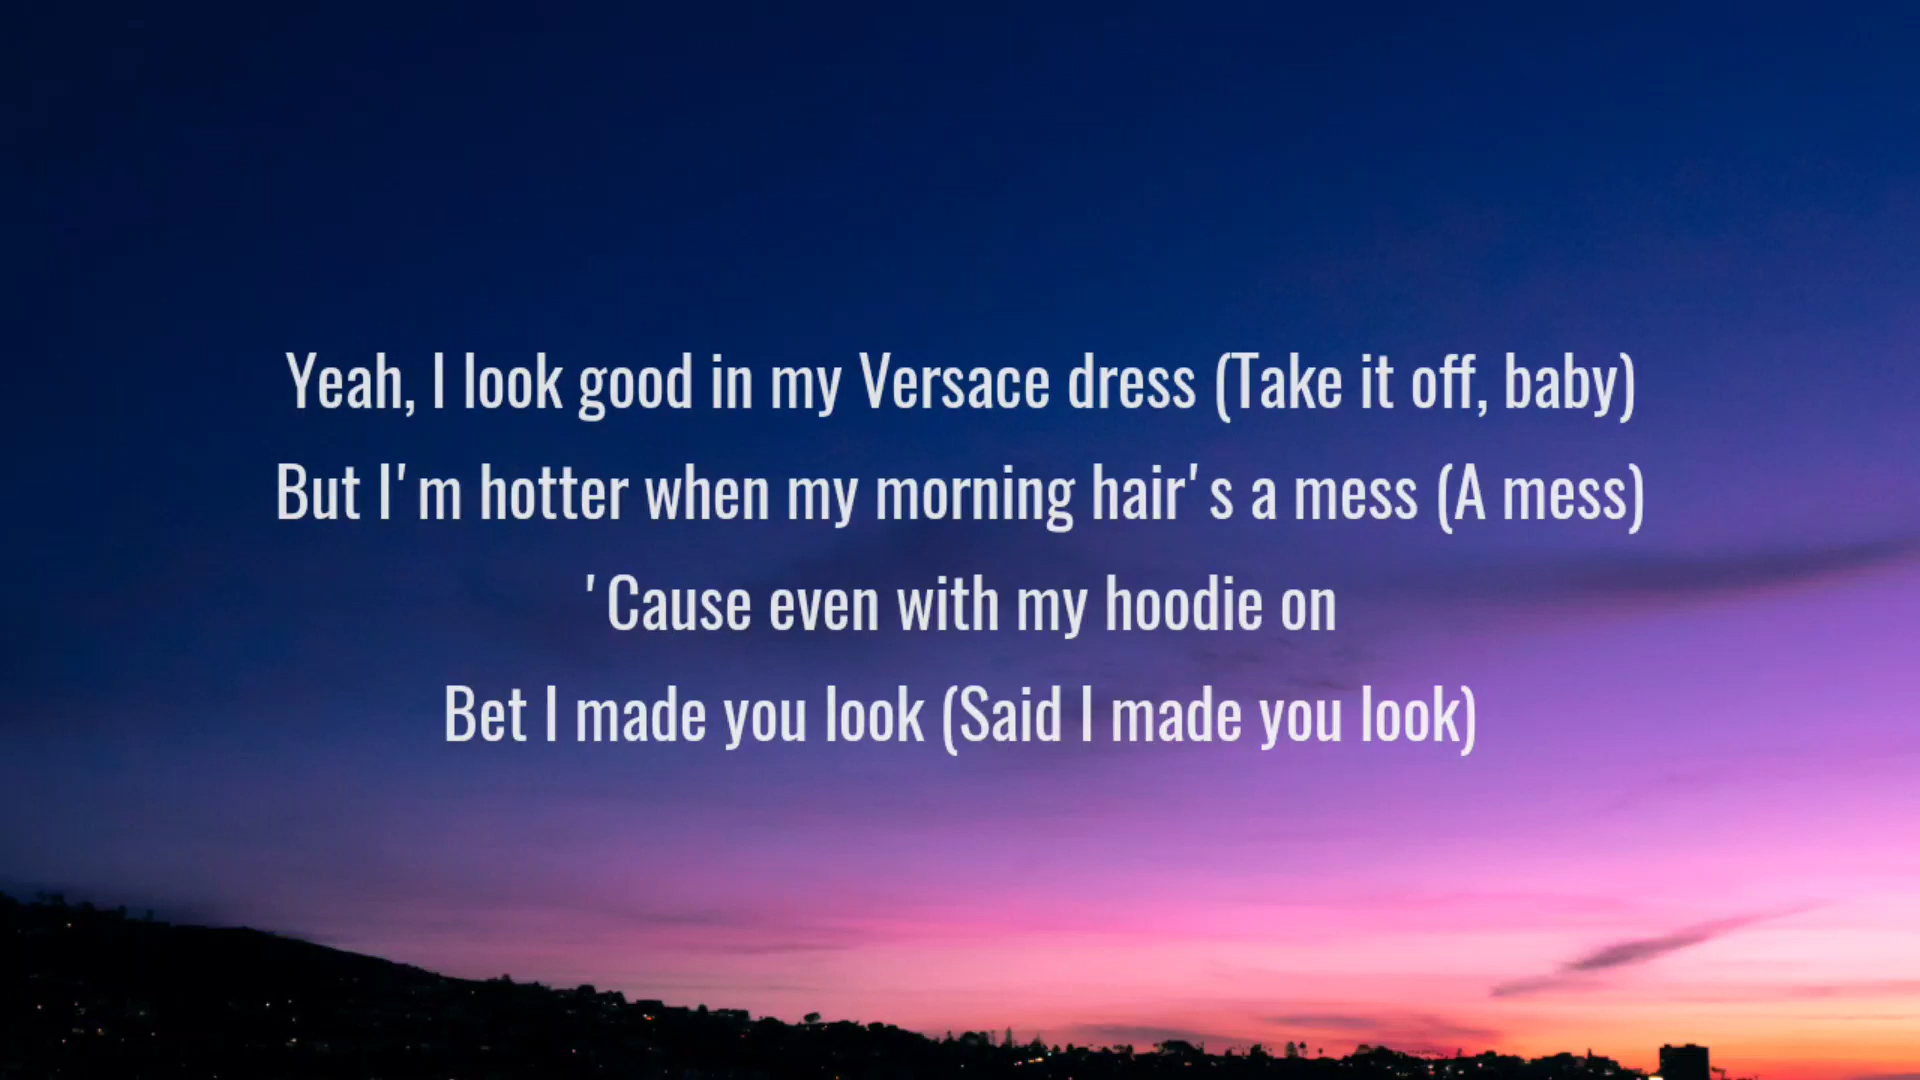 Yeah, I look good in my Versace dress (Take it off, baby)
But I'm hotter when my morning hair's a mess (A mess)
'Cause even with my hoodie on
Bet I made you look (Said I made you look)